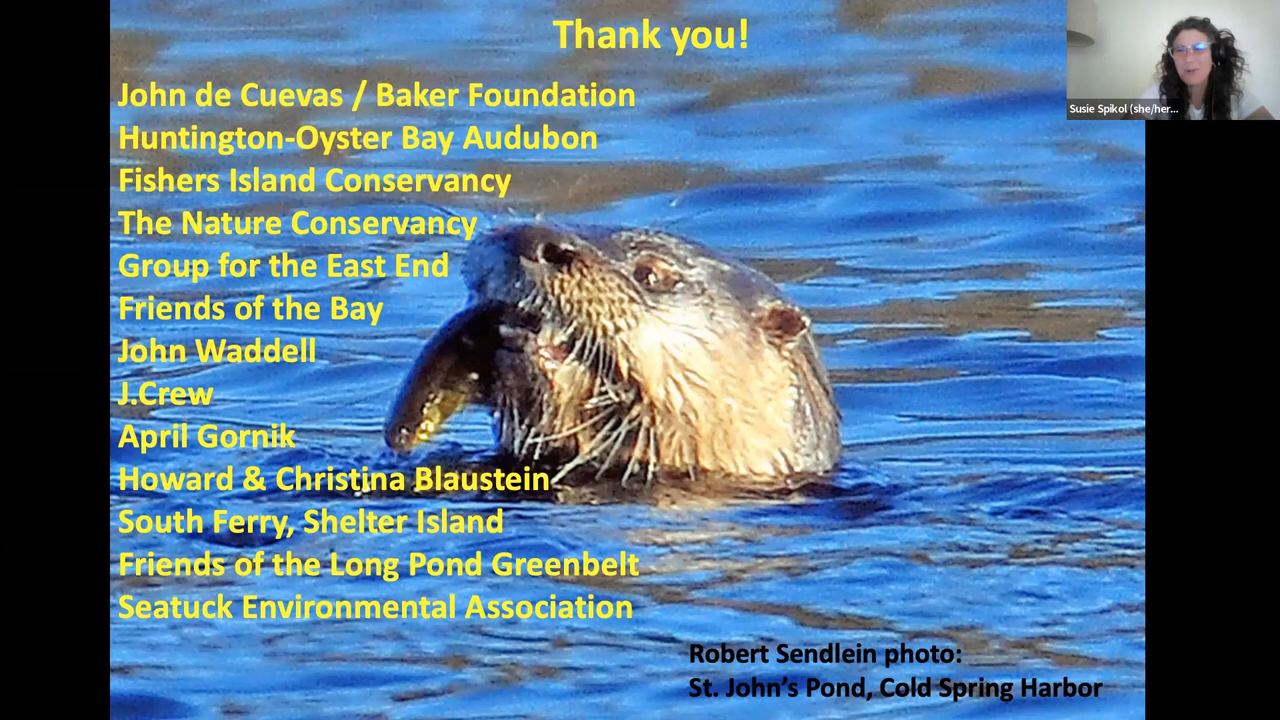 Thank you!
John de Cuevas / Baker Foundation
Huntington-Oyster Bay Audubon
Fishers Island Conservancy
The Nature Conservancy
Group for the East End
Friends of the Bay
John Waddell
J.Crew
April Gornik
Howard & Christina Blaustein
South Ferry, Shelter Island
Friends of the Long Pond Greenbelt
Seatuck Environmental Association
Robert Sendlein photo:
St. John’s Pond, Cold Spring Harbor
Susie Spikol (she/her...